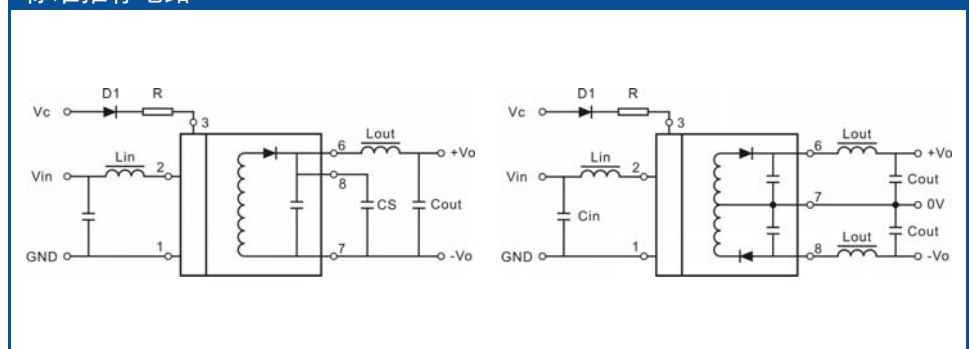 D1 R
Vc
3
Lin
Vin
2
GND
1
6
Lout
+Vo
8
CS
Cout
7
-Vo
D1 R
Vc
3
Lin
Vin
2
Cin
GND
1
6
Lout
+Vo
Cout
7
0V
Lout
Cout
8
-Vo